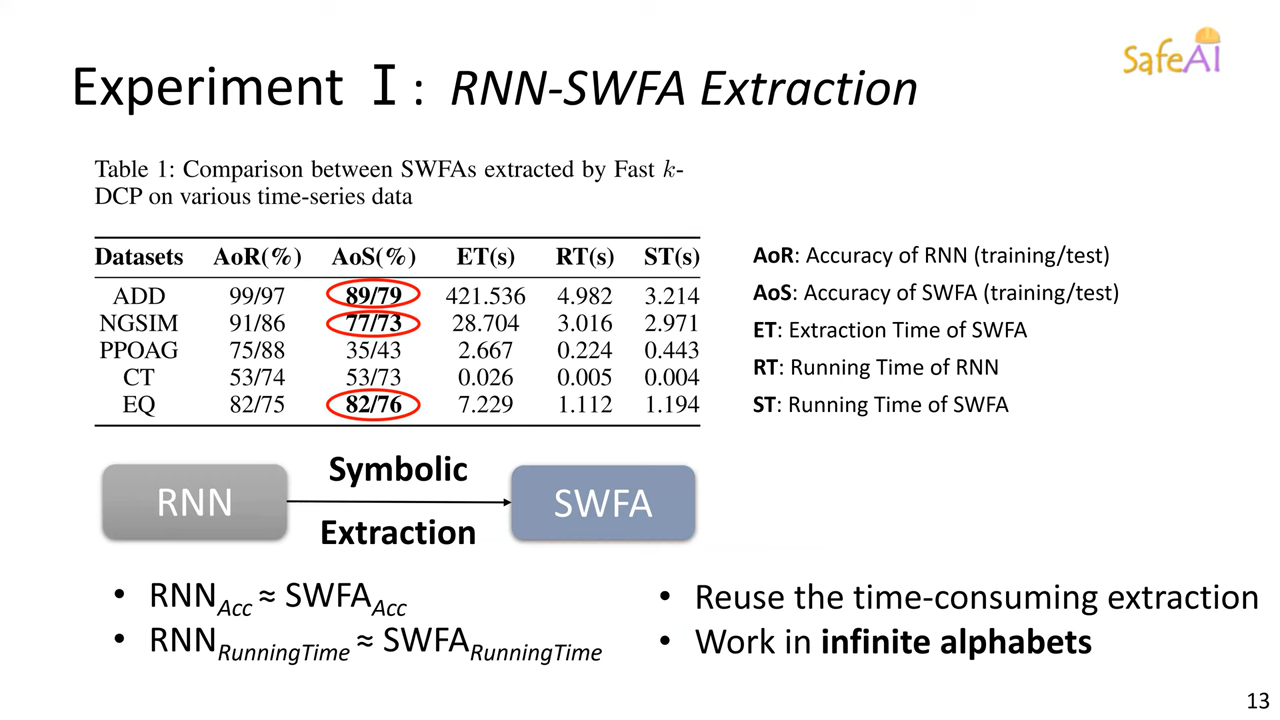 SafeAI
Experiment I: RNN-SWFA Extraction
Table 1: Comparison between SWFAs extracted by Fast k-
DCP on various time-series data
Datasets AoR(%) AoS(%) ET(s) RT(s) ST(s)
ADD 99/97 89/79 421.536 4.982 3.214
NGSIM 91/86 77/73 28.704 3.016 2.971
PPOAG 75/88 35/43 2.667 0.224 0.443
CT 53/74 53/73 0.026 0.005 0.004
EQ 82/75 82/76 7.229 1.112 1.194
AoR: Accuracy of RNN (training/test)
AoS: Accuracy of SWFA (training/test)
ET: Extraction Time of SWFA
RT: Running Time of RNN
ST: Running Time of SWFA
RNN
Symbolic
Extraction
SWFA
• RNN_Acc ≈ SWFA_Acc
• RNN_RunningTime ≈ SWFA_RunningTime
• Reuse the time-consuming extraction
• Work in infinite alphabets
13